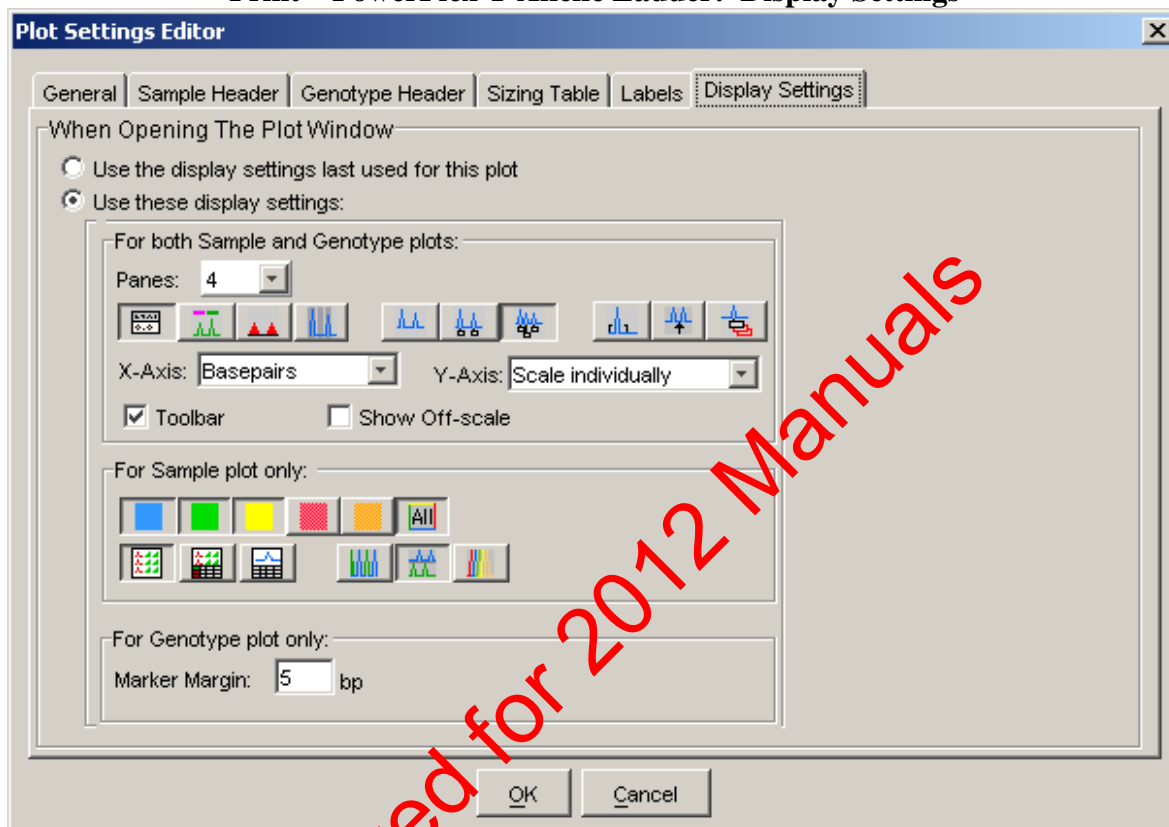 Plot Settings Editor
General Sample Header Genotype Header Sizing Table Labels Display Settings
When Opening The Plot Window
Use the display settings last used for this plot
Use these display settings:
For both Sample and Genotype plots:
Panes: 4
X-Axis: Basepairs Y-Axis: Scale individually
Toolbar Show Off-scale
For Sample plot only:
All
For Genotype plot only:
Marker Margin: 5 bp
OK Cancel
for 2012 Manuals